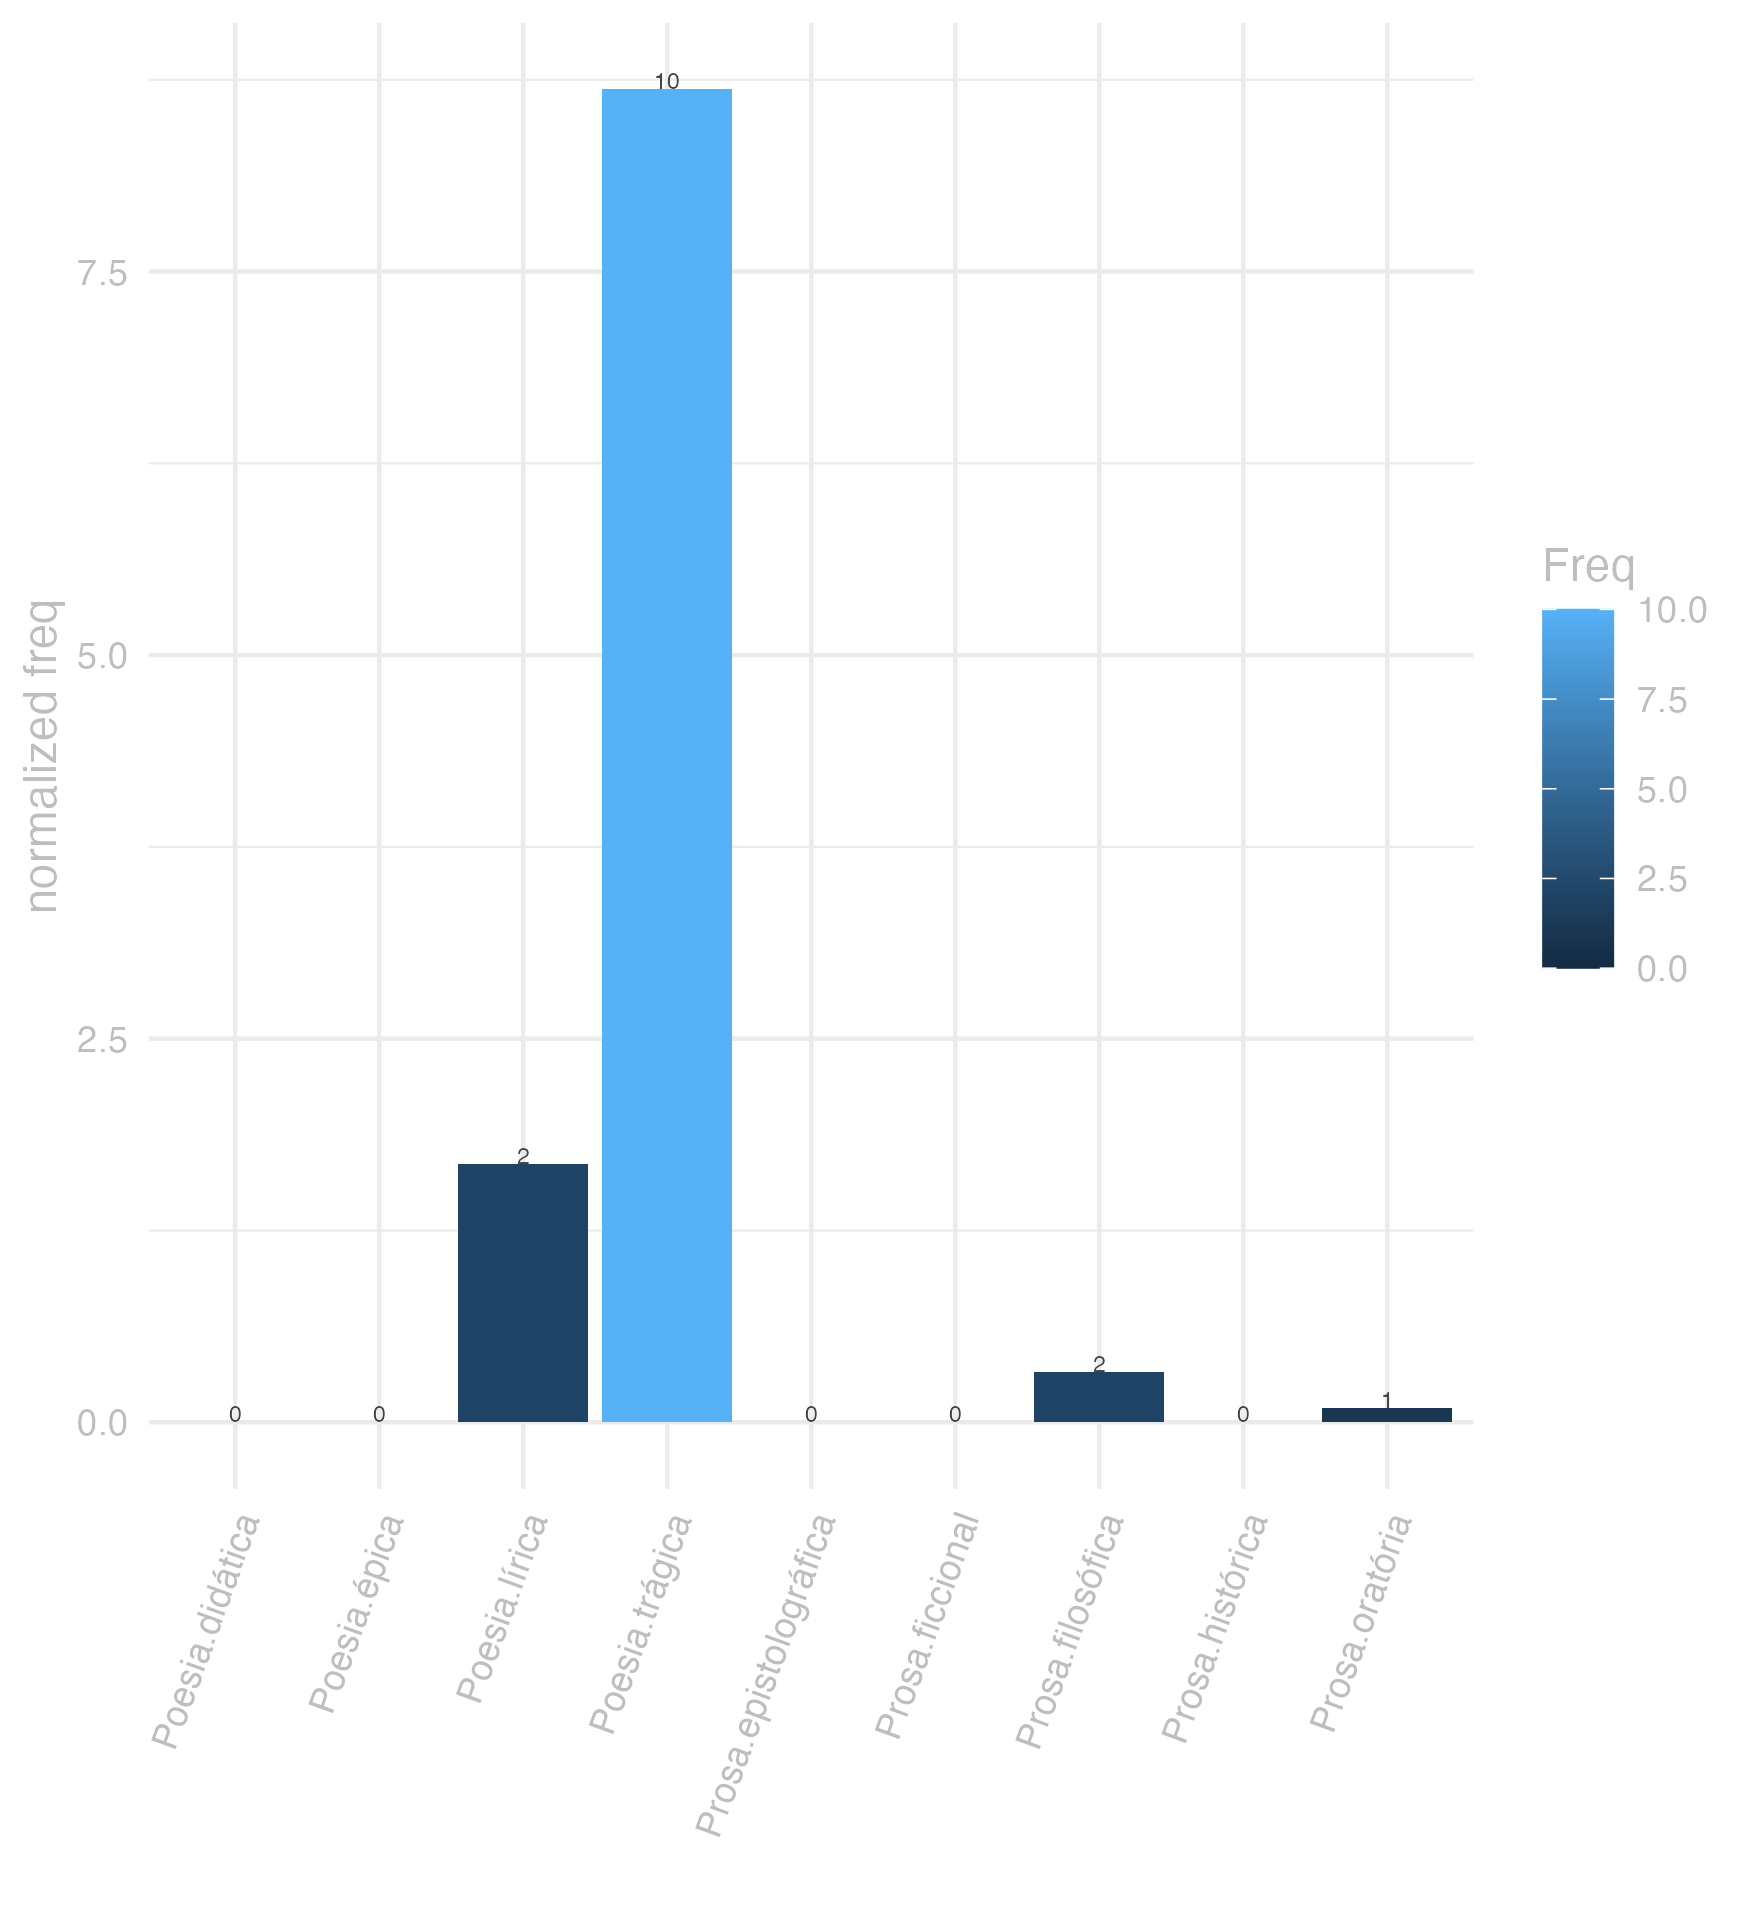 10
7.5
5.0
2.5
0.0
normalized freq
2
0
0
0
0
2
0
1
Poesia.didática
Poesia.épica
Poesia.lírica
Poesia.trágica
Prosa.epistolográfica
Prosa.ficcional
Prosa.filosófica
Prosa.histórica
Prosa.oratória
Freq
10.0
7.5
5.0
2.5
0.0